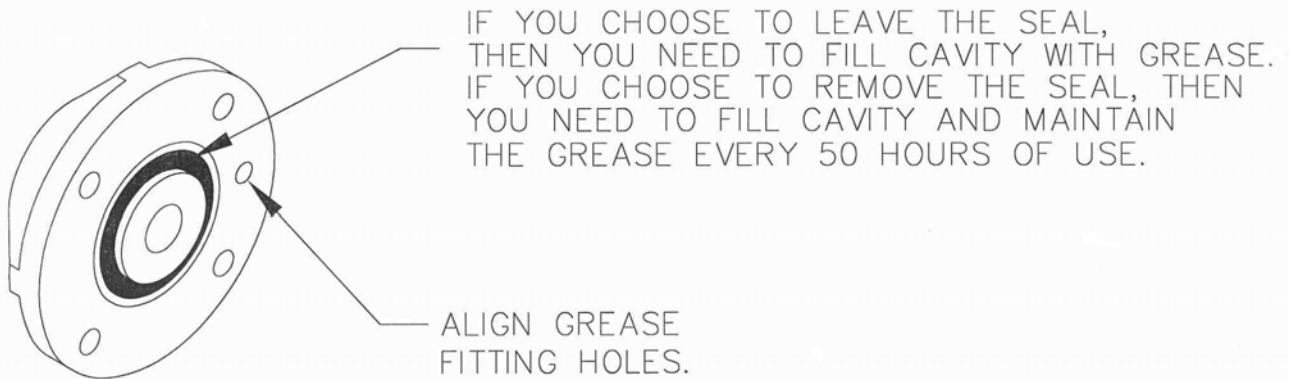 IF YOU CHOOSE TO LEAVE THE SEAL,
THEN YOU NEED TO FILL CAVITY WITH GREASE.
IF YOU CHOOSE TO REMOVE THE SEAL, THEN
YOU NEED TO FILL CAVITY AND MAINTAIN
THE GREASE EVERY 50 HOURS OF USE.
ALIGN GREASE
FITTING HOLES.